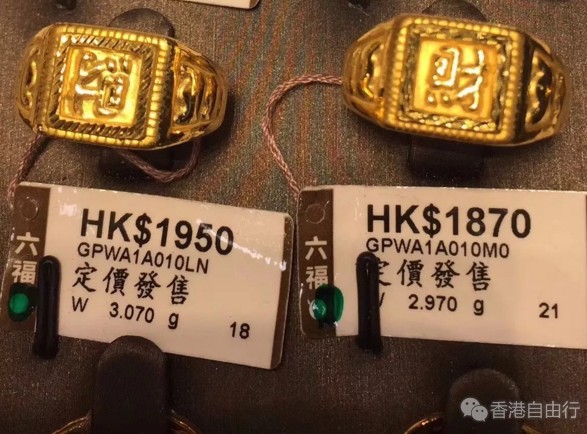 福
財
HK$1950
GPWA1A010LN
六福
定價發售
W 3.070 g
18
HK$1870
GPWA1A010M0
六福
定價發售
W 2.970 g
21
香港自由行